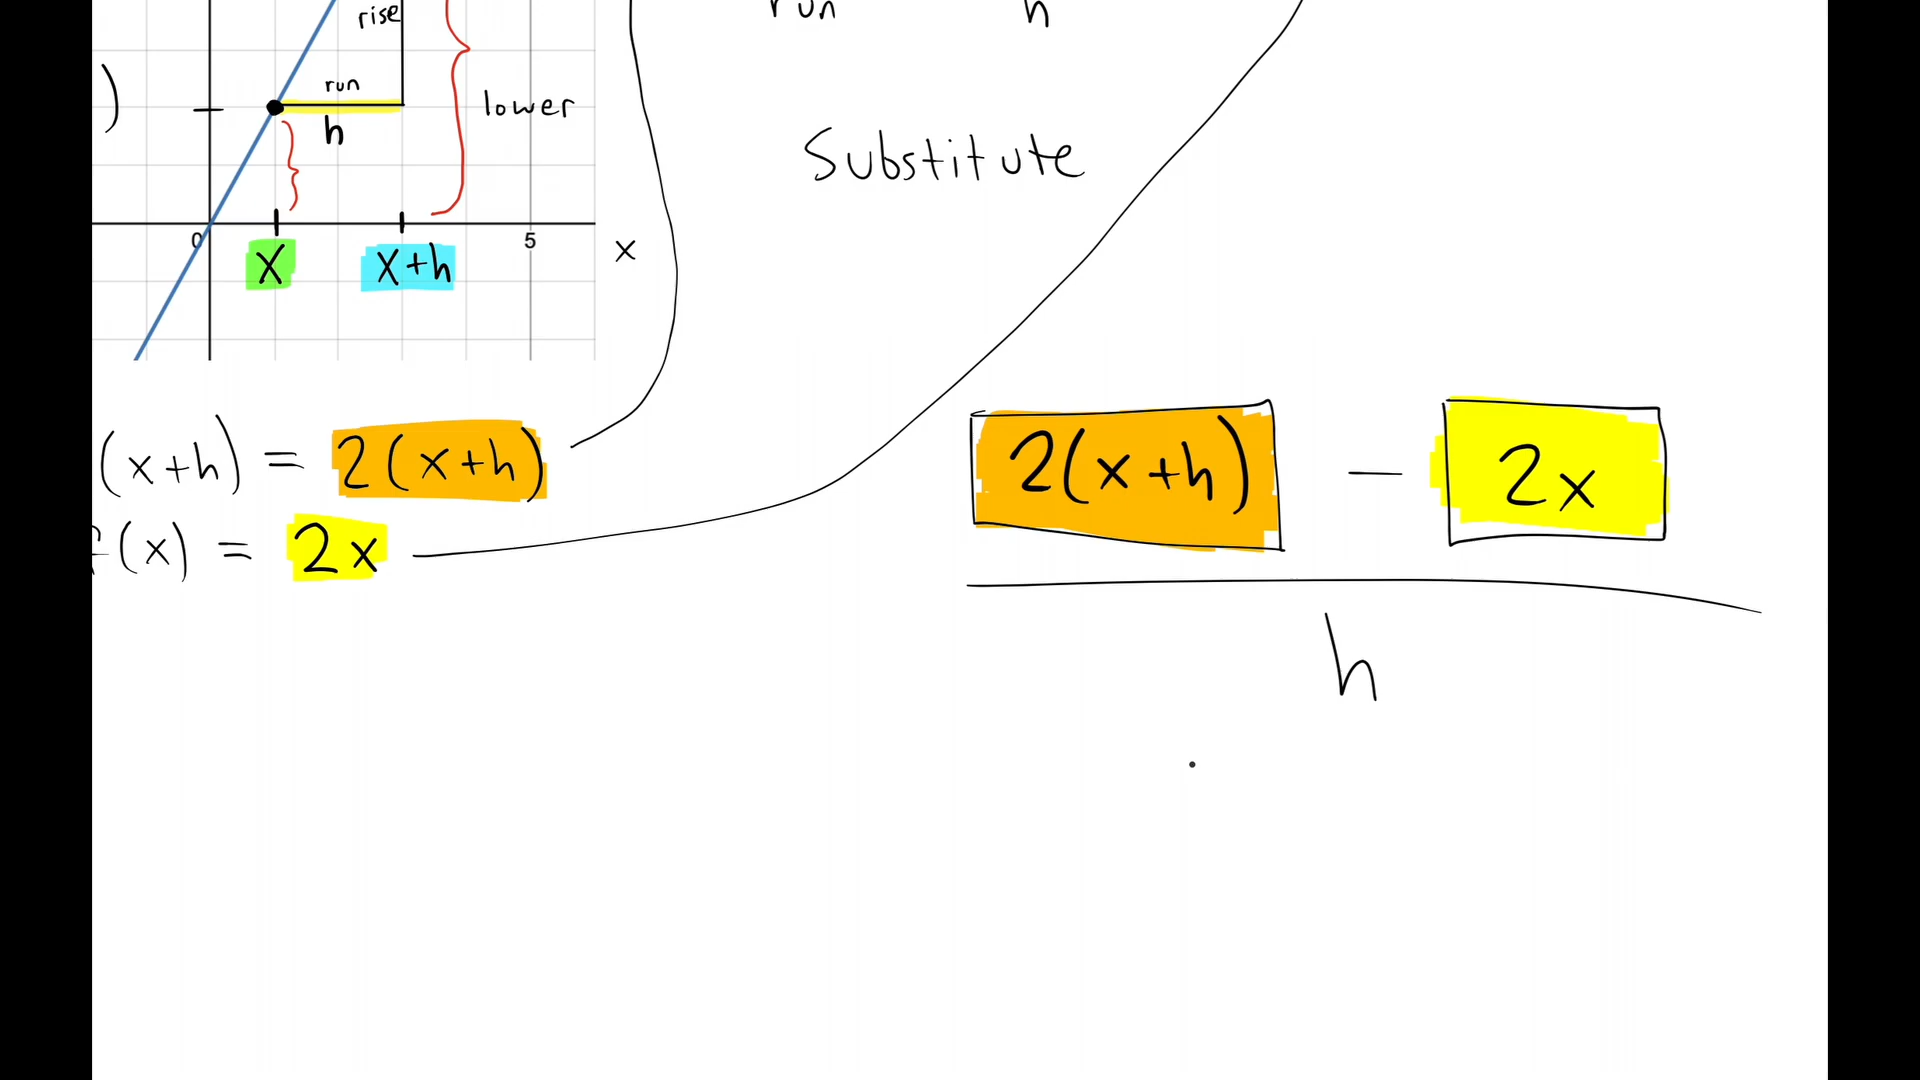 rise
run
h
)
run
h
lower
Substitute
0
5
x
x
x+h
(x+h) = 2(x+h)
f(x) = 2x
2(x+h) - 2x
h